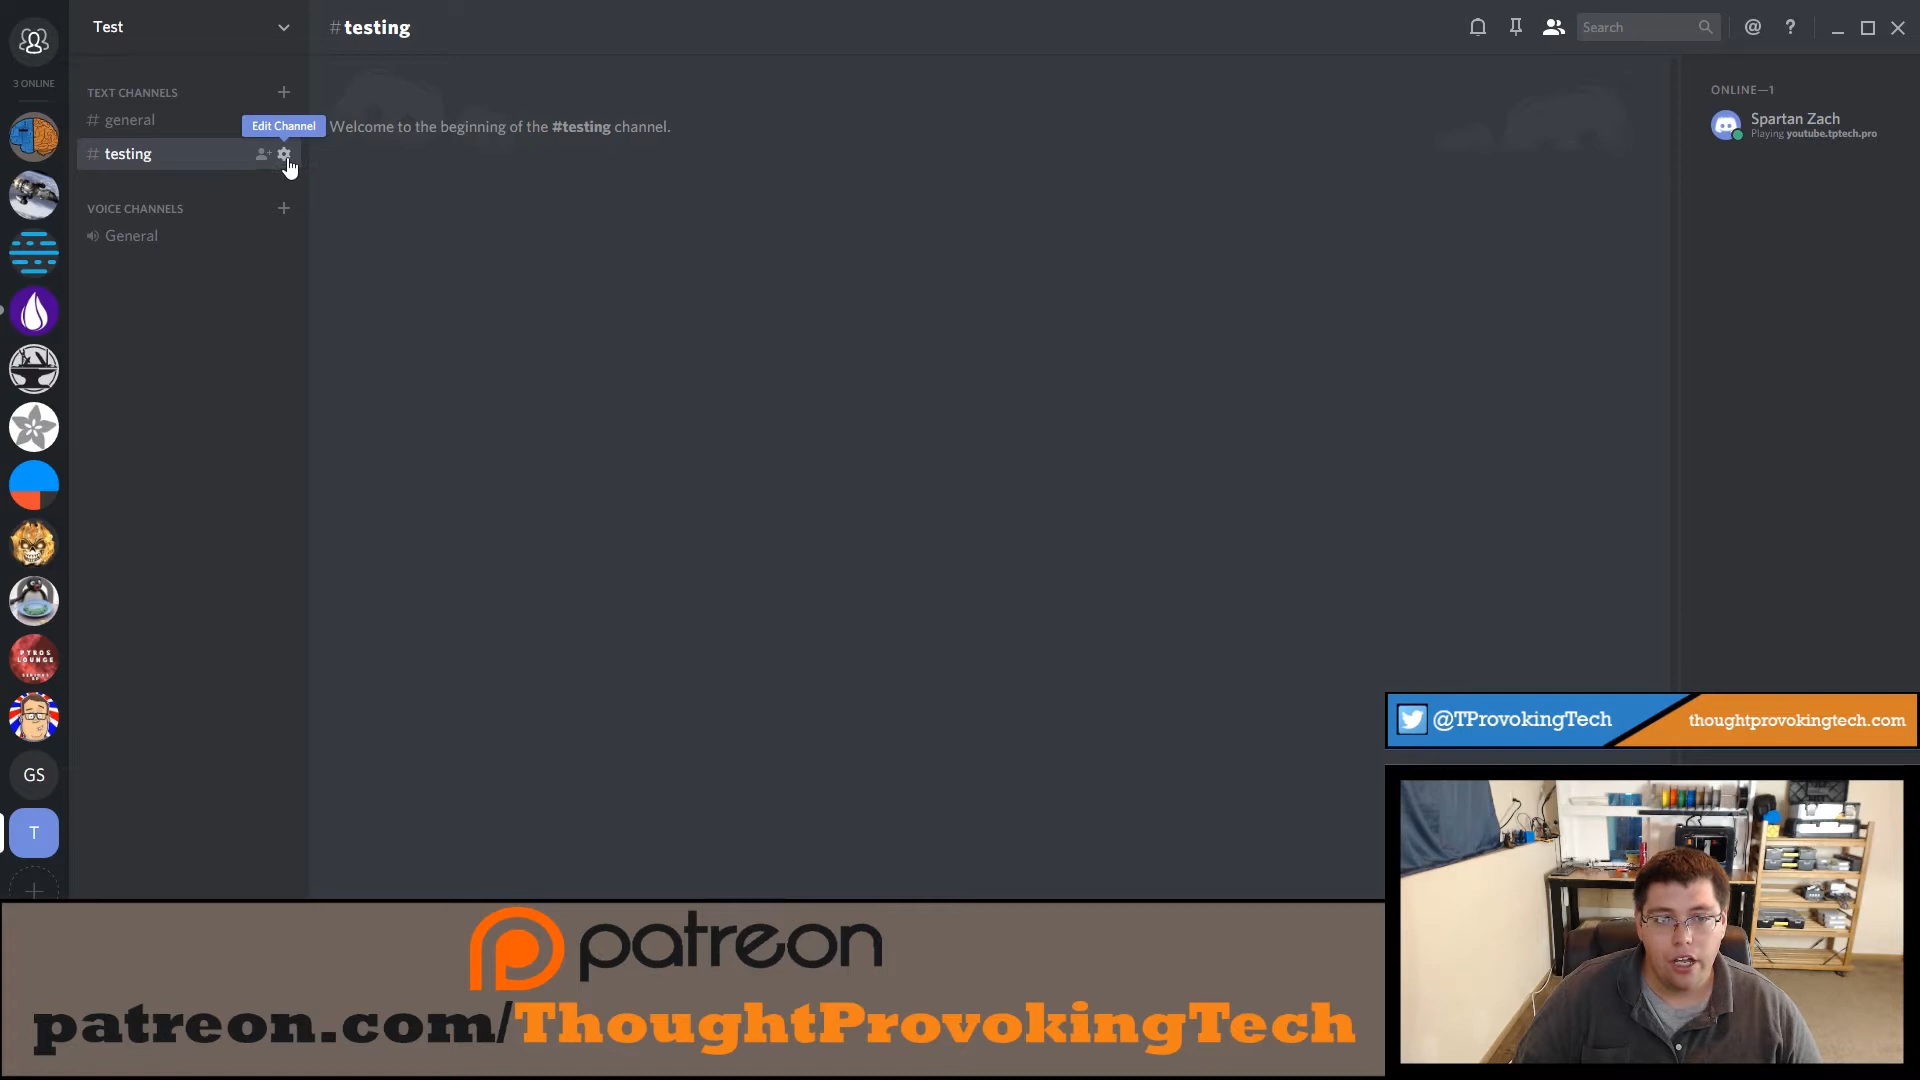 Test
#testing
Search
@
?
3 ONLINE
TEXT CHANNELS
# general
Edit Channel
# testing
VOICE CHANNELS
General
Welcome to the beginning of the #testing channel.
ONLINE—1
Spartan Zach
Playing youtube.tptech.pro
PYROS
LOUNGE
GS
T
@TProvokingTech
thoughtprovokingtech.com
patreon
patreon.com/ThoughtProvokingTech